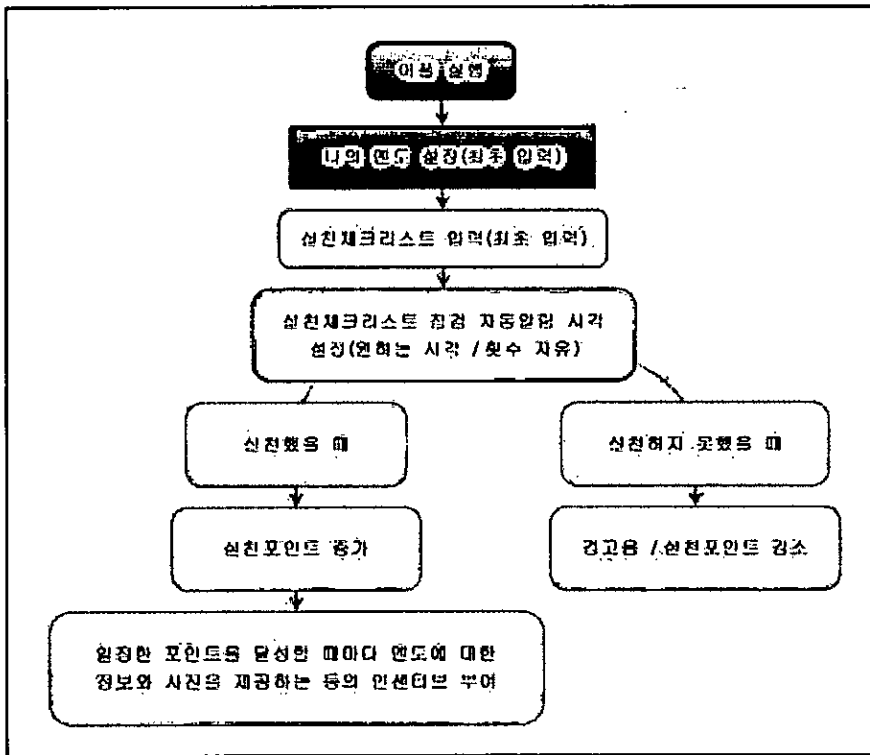 어플 실행
나의 멘토 설정(최초 입력)
실천체크리스트 입력(최초 입력)
실천체크리스트 점검 자동알림 시각
설정(원하는 시각 / 횟수 자유)
실천했을 때
실천하지 못했을 때
실천포인트 증가
경고음 / 실천포인트 감소
일정한 포인트를 달성할 때마다 멘토에 대한
정보와 사진을 제공하는 등의 인센티브 부여